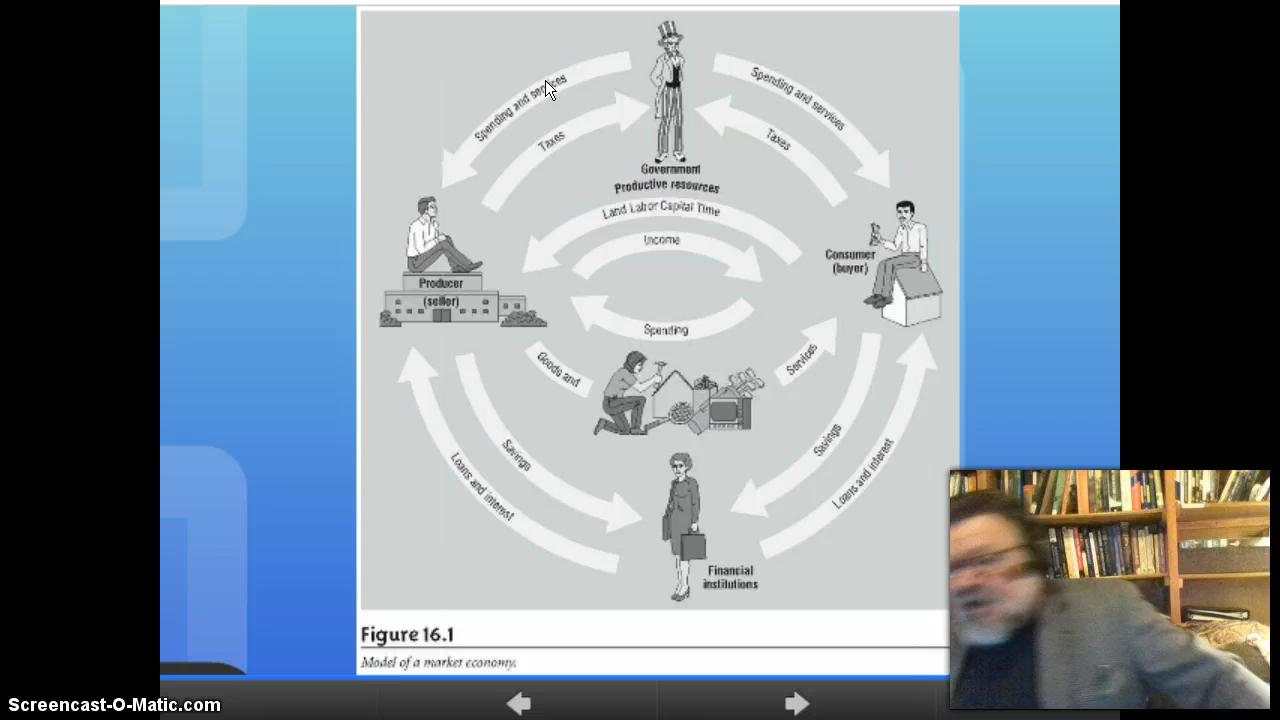 Spending and services
Spending and services
Taxes
Taxes
Government
Productive resources
Land Labor Capital Time
Income
Producer
(seller)
Consumer
(buyer)
Spending
Goods and
Services
Savings
Savings
Loans and interest
Loans and interest
Financial
institutions
Figure 16.1
Model of a market economy.
Screencast-O-Matic.com